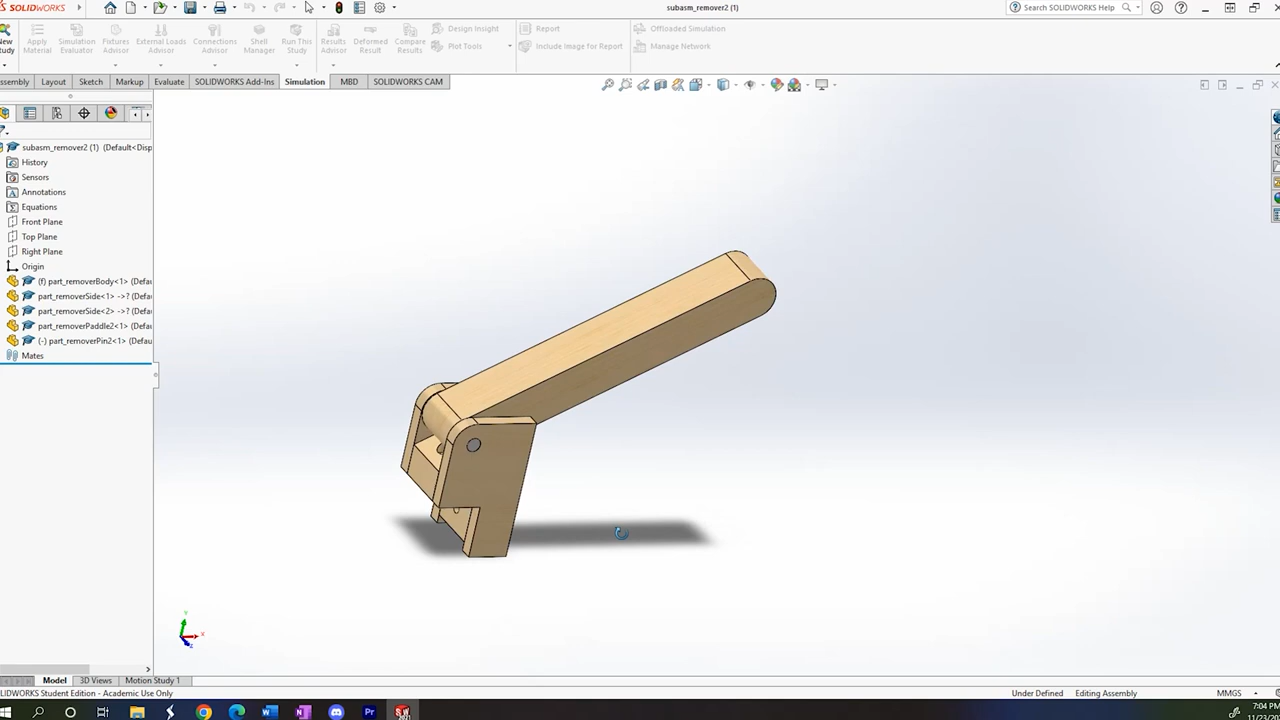 SOLIDWORKS
subasm_remover2 (1)
Search SOLIDWORKS Help
New Study
Apply Material
Simulation Evaluator
Fixtures Advisor
External Loads Advisor
Connections Advisor
Shell Manager
Run This Study
Results Advisor
Deformed Result
Compare Results
Design Insight
Plot Tools
Report
Include Image for Report
Offloaded Simulation
Manage Network
ssembly Layout Sketch Markup Evaluate SOLIDWORKS Add-Ins Simulation MBD SOLIDWORKS CAM
subasm_remover2 (1) (Default<Disp
History
Sensors
Annotations
Equations
Front Plane
Top Plane
Right Plane
Origin
(f) part_removerBody<1> (Defau
part_removerSide<1> ->? (Defau
part_removerSide<2> ->? (Defau
part_removerPaddle2<1> (Defau
(-) part_removerPin2<1> (Defau
Mates
Y
X
Z
Model 3D Views Motion Study 1
OLIDWORKS Student Edition - Academic Use Only
Under Defined Editing Assembly MMGS
7:04 PM